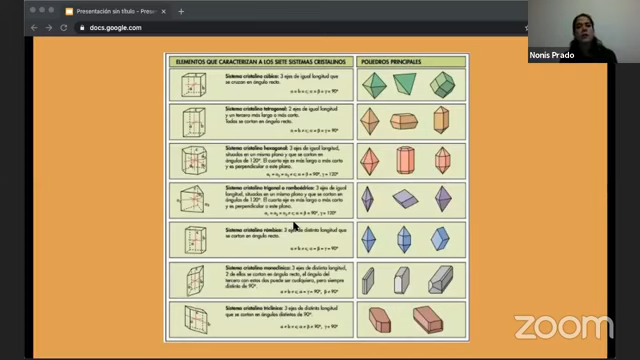 Presentación sin título - Prese
docs.google.com
Nonis Prado
ELEMENTOS QUE CARACTERIZAN A LOS SIETE SISTEMAS CRISTALINOS
POLIEDROS PRINCIPALES
Sistema cristalino cúbico: 3 ejes de igual longitud que
se cruzan en ángulo recto.
Sistema cristalino tetragonal: 2 ejes de igual longitud
y un tercero más largo o más corto.
Todos se cortan en ángulo recto.
Sistema cristalino hexagonal: 3 ejes de igual longitud,
situados en un mismo plano y que se cortan en
ángulos de 120°. El cuarto eje es más largo o más corto
y es perpendicular a este plano.
Sistema cristalino trigonal o romboédrico: 3 ejes de igual
longitud, situados en un mismo plano y que se cortan en
ángulos de 120°. El cuarto eje es más largo o más corto
y es perpendicular a este plano.
Sistema cristalino rómbico: 3 ejes de distinta longitud que
se cortan en ángulo recto.
Sistema cristalino monoclínico: 3 ejes de distinta longitud,
2 de ellos se cortan en ángulo recto, el ángulo del
tercero con estos dos puede ser cualquiera, pero siempre
distinto de 90°.
Sistema cristalino triclínico: 3 ejes de distinta longitud
que se cortan en ángulos distintos de 90°.
zoom